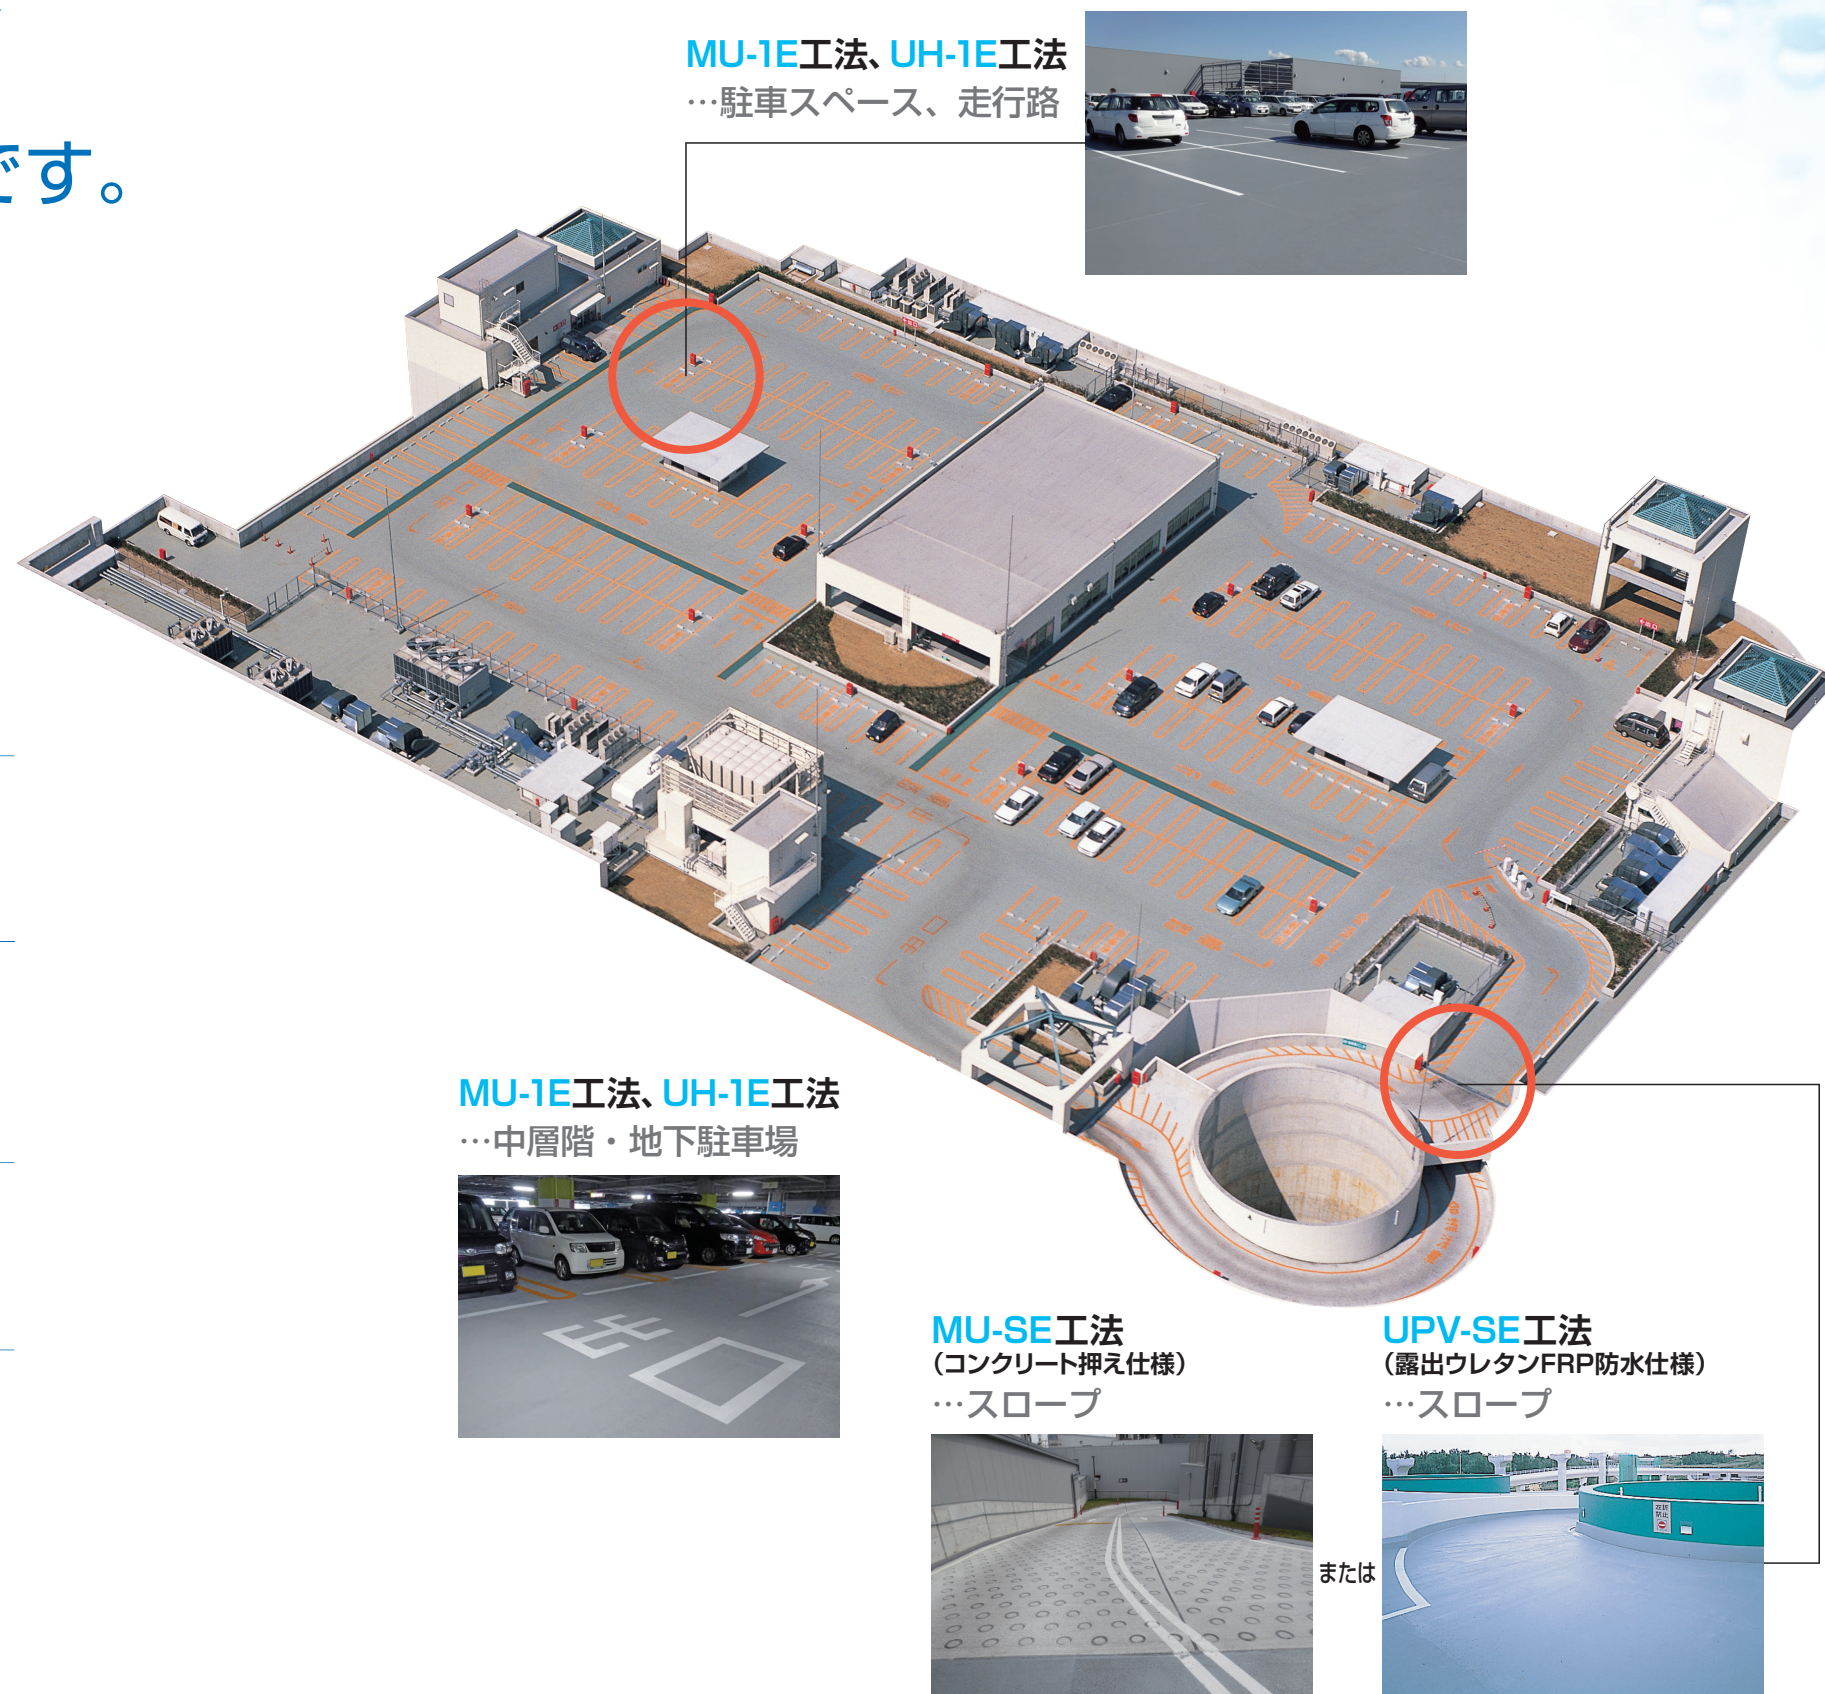 です。
MU-1E工法、UH-1E工法
…駐車スペース、走行路
MU-1E工法、UH-1E工法
…中層階・地下駐車場
出口
MU-SE工法
（コンクリート押え仕様）
…スロープ
または
UPV-SE工法
（露出ウレタンFRP防水仕様）
…スロープ